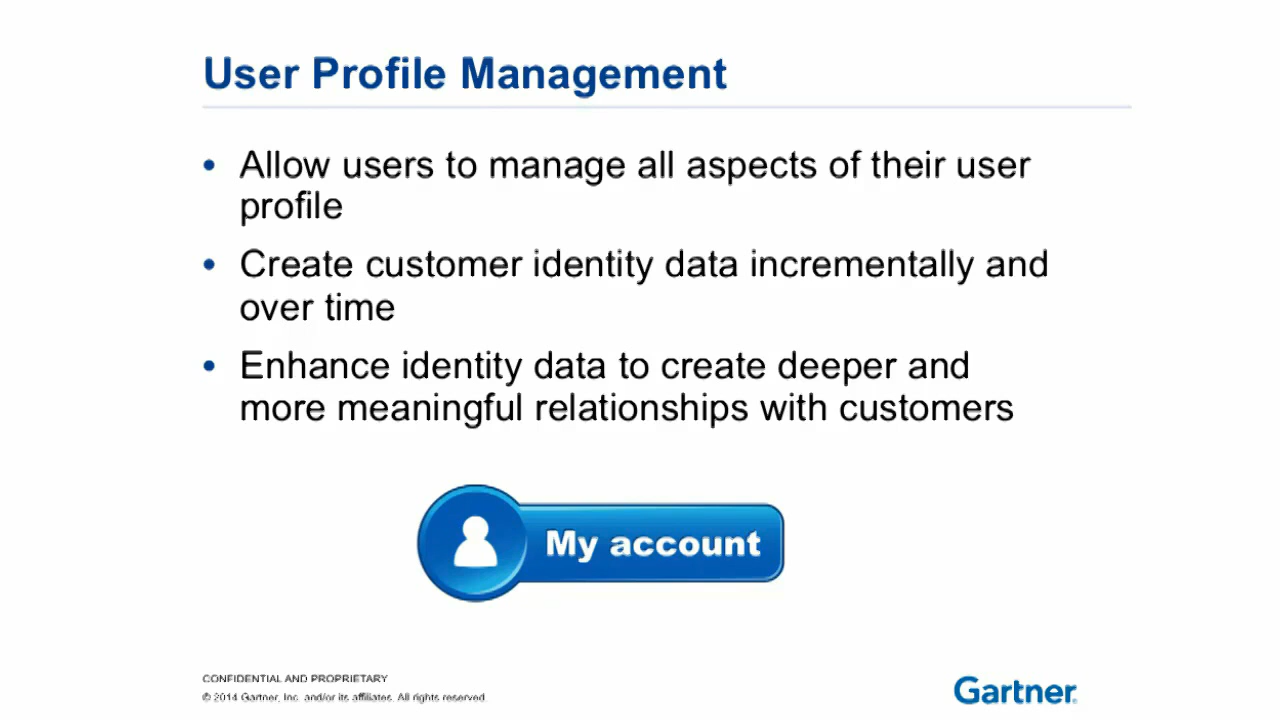 User Profile Management
• Allow users to manage all aspects of their user
profile
• Create customer identity data incrementally and
over time
• Enhance identity data to create deeper and
more meaningful relationships with customers
My account
CONFIDENTIAL AND PROPRIETARY
© 2014 Gartner, Inc. and/or its affiliates. All rights reserved.
Gartner.